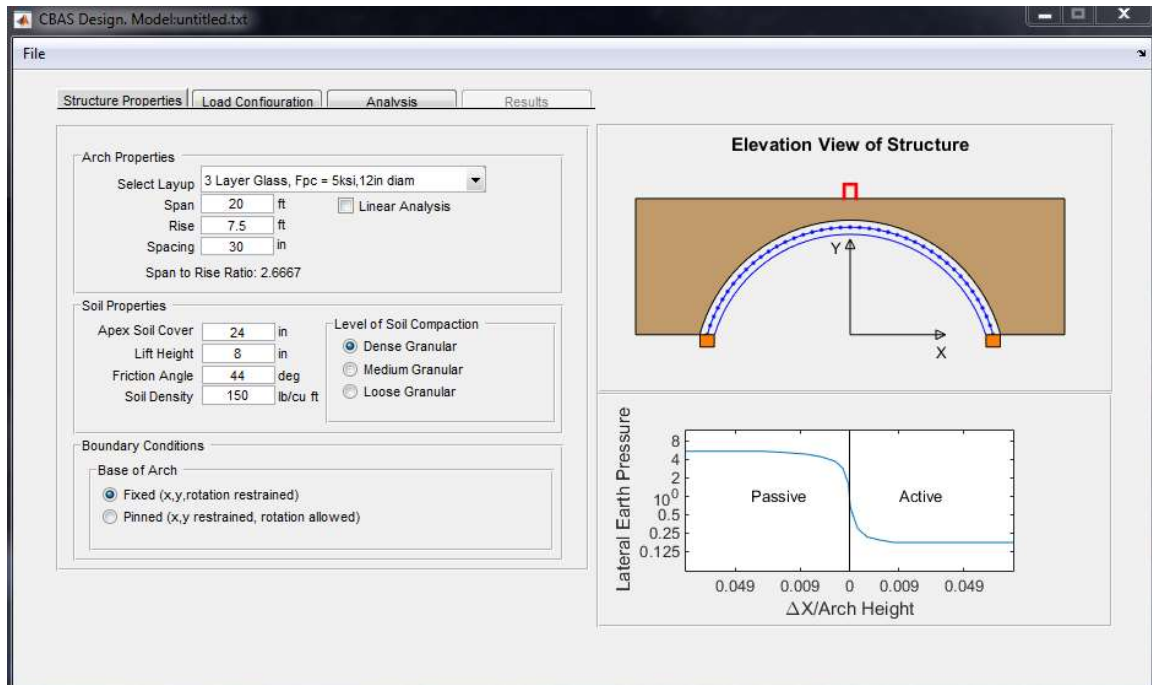 CBAS Design. Model:untitled.txt
File
Structure Properties Load Configuration Analysis Results
Arch Properties
Select Layup 3 Layer Glass, Fpc = 5ksi,12in diam
Span 20 ft Linear Analysis
Rise 7.5 ft
Spacing 30 in
Span to Rise Ratio: 2.6667
Soil Properties
Apex Soil Cover 24 in
Lift Height 8 in
Friction Angle 44 deg
Soil Density 150 lb/cu ft
Level of Soil Compaction
Dense Granular
Medium Granular
Loose Granular
Boundary Conditions
Base of Arch
Fixed (x,y,rotation restrained)
Pinned (x,y restrained, rotation allowed)
Elevation View of Structure
Y
X
Lateral Earth Pressure
8
4
2
10^0
0.5
0.25
0.125
Passive Active
0.049 0.009 0 0.009 0.049
ΔX/Arch Height